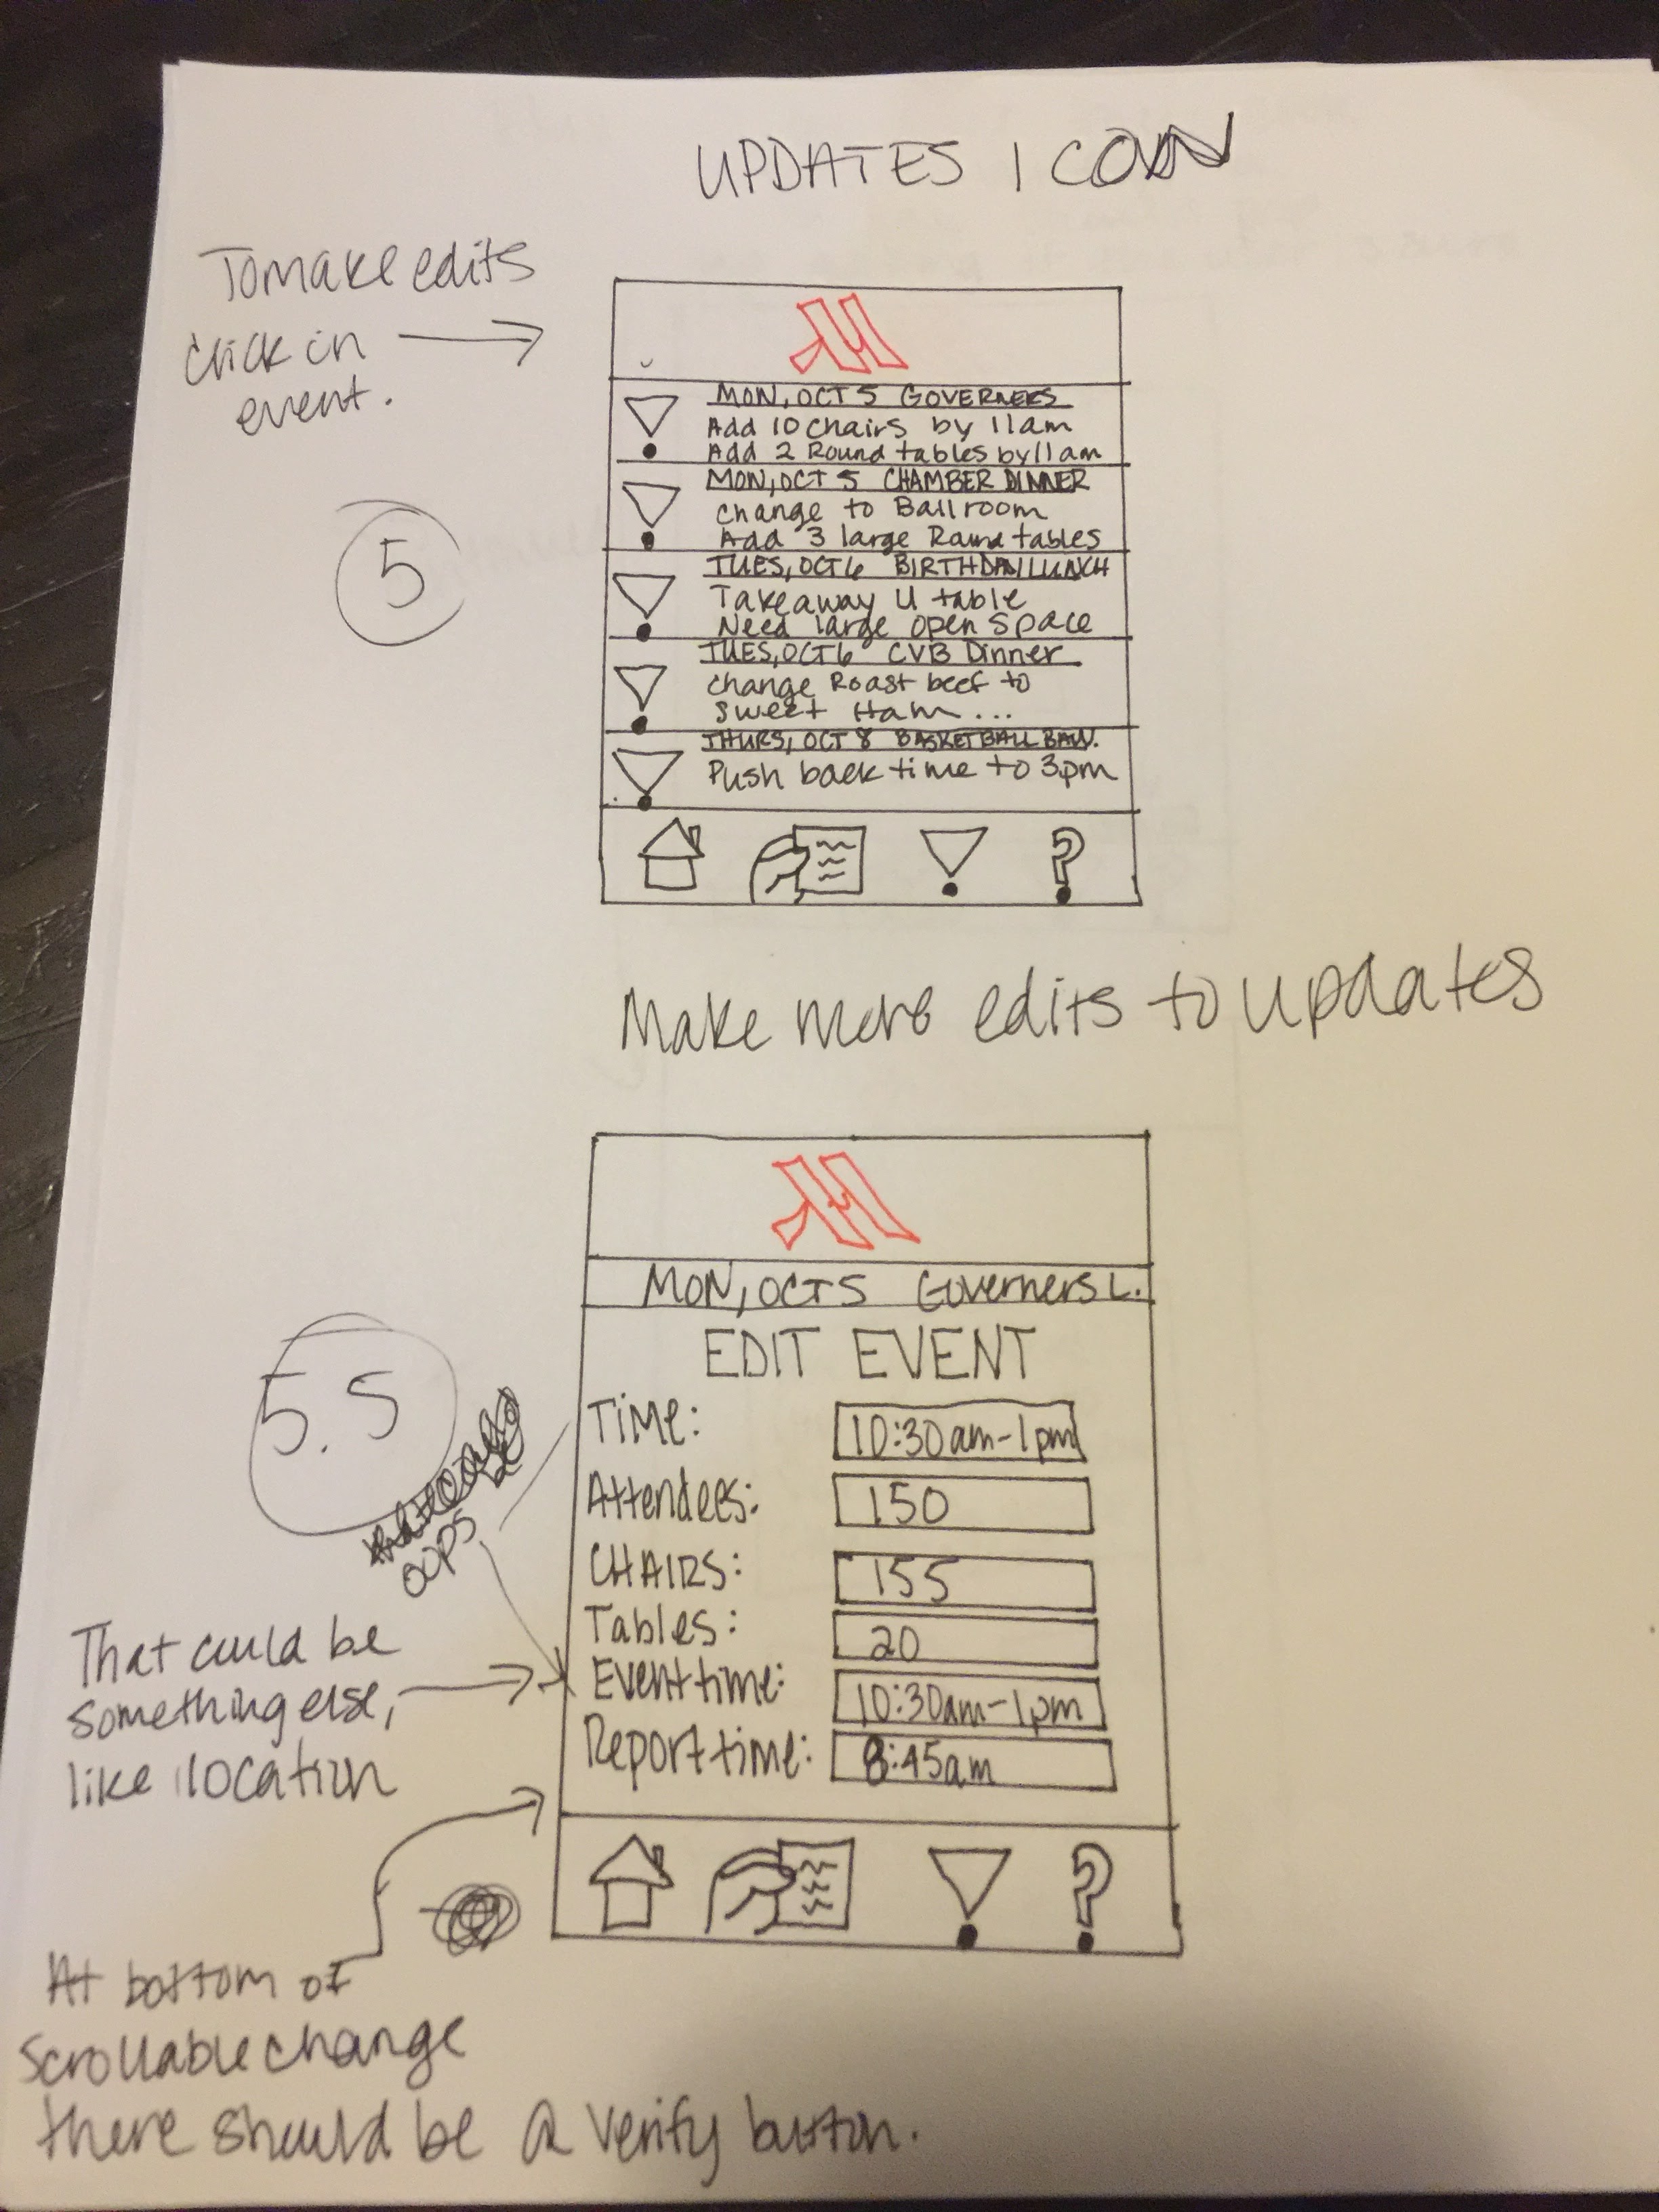 UPDATES ICON
To make edits
click in
event.
5
MON, OCT 5 GOVERNERS
Add 10 chairs by 11am
Add 2 Round tables by 11am
MON, OCT 5 CHAMBER DINNER
change to Ballroom
Add 3 large Round tables
TUES, OCT 6 BIRTHDAY LUNCH
Take away U table
Need large open space
TUES, OCT 6 CVB Dinner
change Roast beef to
sweet Ham...
THURS, OCT 8 BASKETBALL
Push back time to 3pm
?
Make more edits to updates
MON, OCT 5 Governers L.
EDIT EVENT
5.5
Time: 10:30am-1pm
Attendees: 150
CHAIRS: 155
Tables: 20
Event time: 10:30am-1pm
Report time: 8:45am
oops
That could be
something else,
like location
?
At bottom of
scrollable change
there should be a verify button.